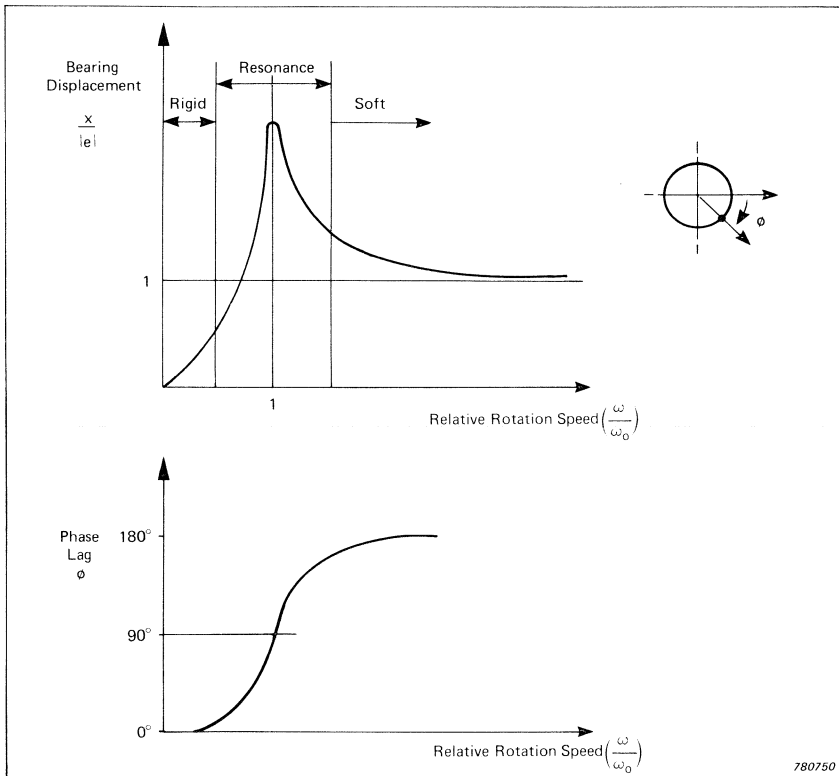 Bearing
Displacement
x
|e|
Rigid
Resonance
Soft
1
1
Relative Rotation Speed (ω/ω₀)
ø
Phase
Lag
ø
180°
90°
0°
Relative Rotation Speed (ω/ω₀)
780750